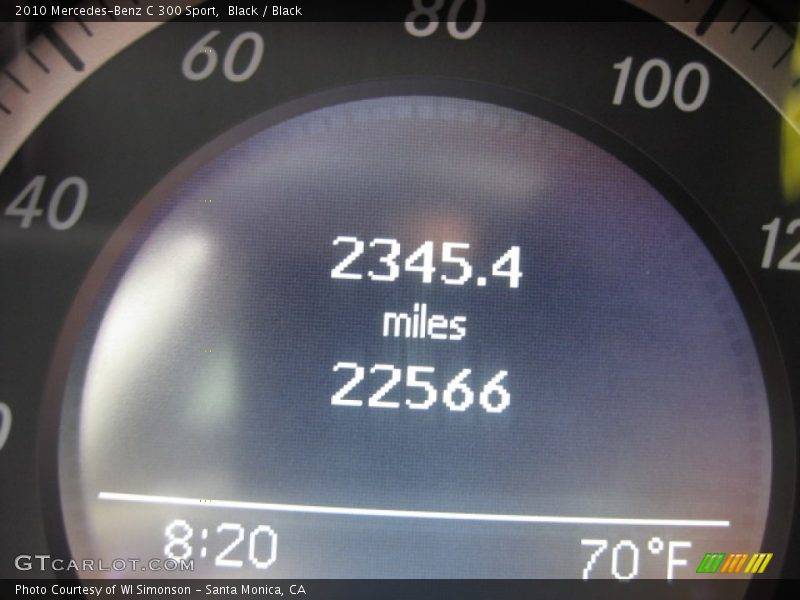 2010 Mercedes-Benz C 300 Sport,  Black / Black
80
60
100
40
12
2345.4
miles
22566
8:20
70°F
GTCARLOT.COM
Photo Courtesy of WI Simonson - Santa Monica, CA